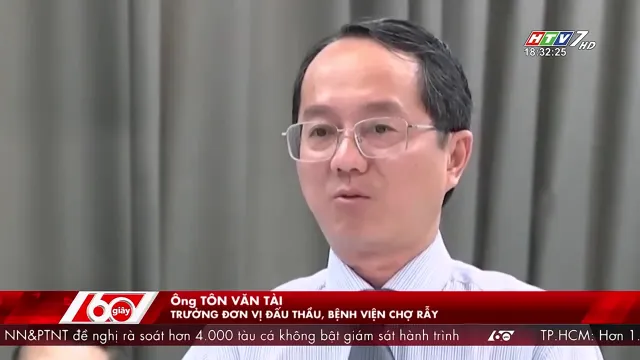 HTV7 HD
18:32:25
60 giây
Ông TÔN VĂN TÀI
TRƯỞNG ĐƠN VỊ ĐẤU THẦU, BỆNH VIỆN CHỢ RẪY
NN&PTNT đề nghị rà soát hơn 4.000 tàu cá không bật giám sát hành trình 60 TP.HCM: Hơn 1